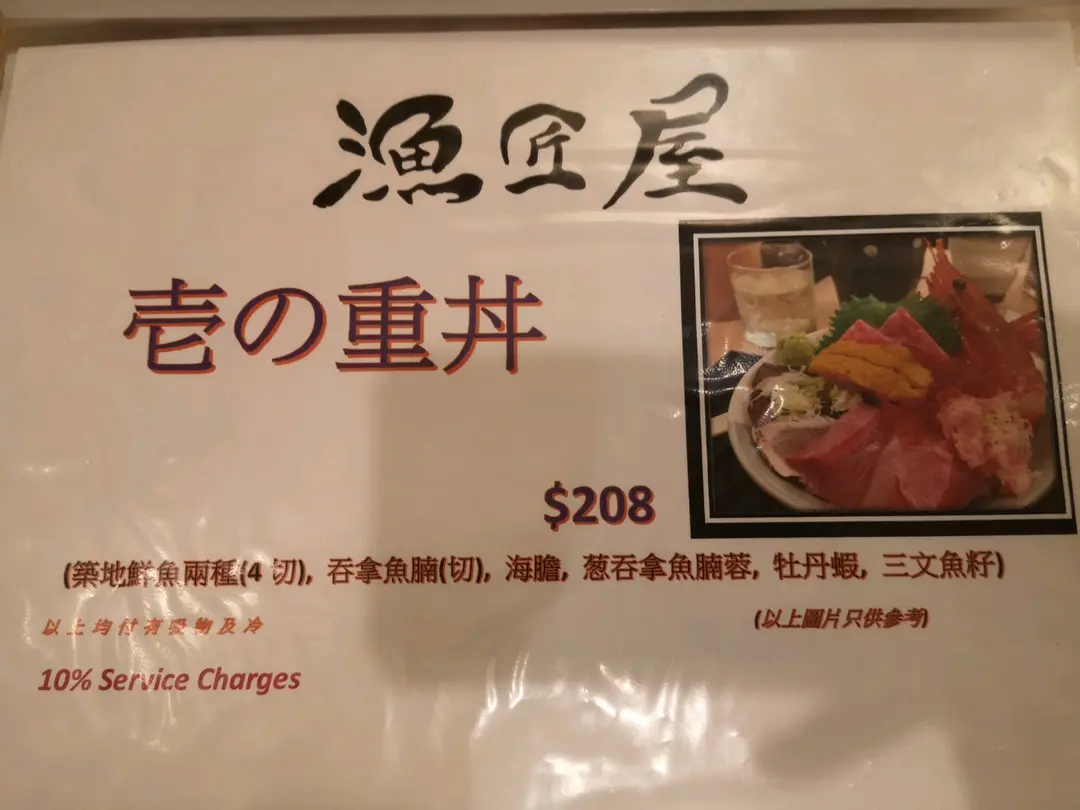 漁匠屋
壱の重丼
$208
(築地鮮魚兩種(4 切), 吞拿魚腩(切), 海膽, 葱吞拿魚腩蓉, 牡丹蝦, 三文魚籽)
以上均付有吸物及冷
(以上圖片只供參考)
10% Service Charges